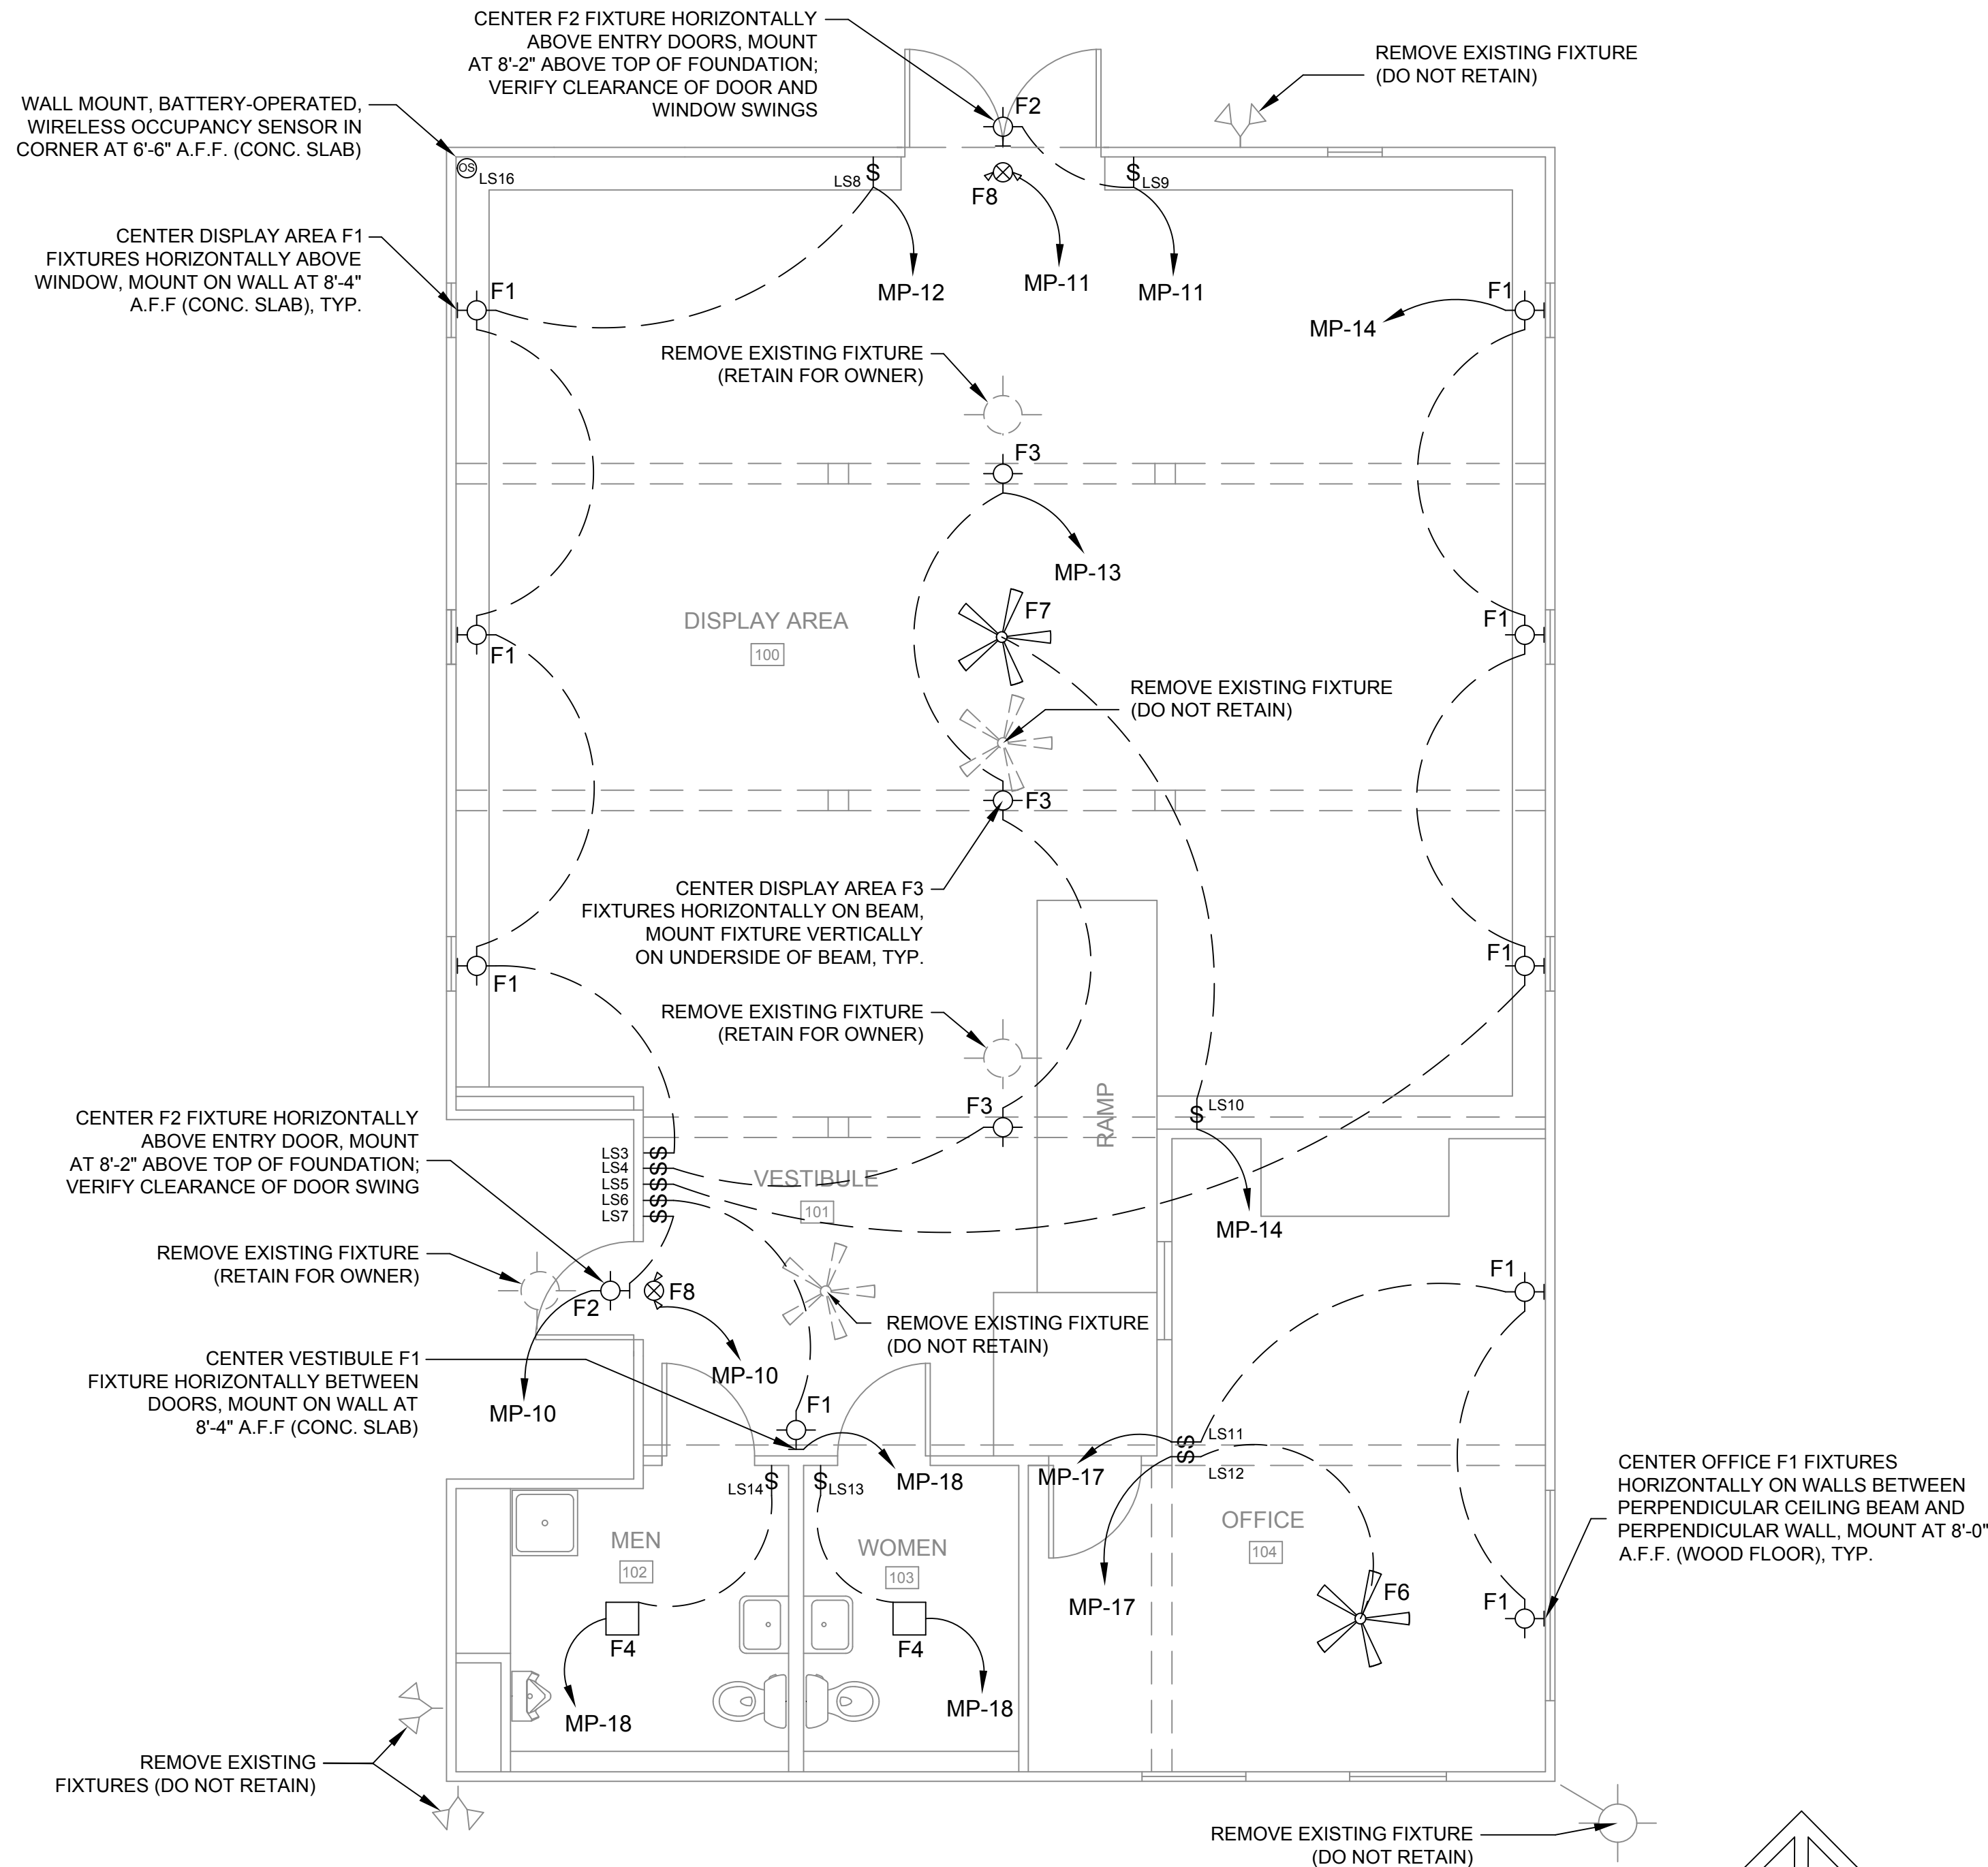 CENTER F2 FIXTURE HORIZONTALLY
ABOVE ENTRY DOORS, MOUNT
AT 8'-2" ABOVE TOP OF FOUNDATION;
VERIFY CLEARANCE OF DOOR AND
WINDOW SWINGS
REMOVE EXISTING FIXTURE
(DO NOT RETAIN)
WALL MOUNT, BATTERY-OPERATED,
WIRELESS OCCUPANCY SENSOR IN
CORNER AT 6'-6" A.F.F. (CONC. SLAB)
F2
OS
LS16
LS8
S
F8
S
LS9
CENTER DISPLAY AREA F1
FIXTURES HORIZONTALLY ABOVE
WINDOW, MOUNT ON WALL AT 8'-4"
A.F.F (CONC. SLAB), TYP.
F1
MP-12
MP-11
MP-11
F1
MP-14
REMOVE EXISTING FIXTURE
(RETAIN FOR OWNER)
F3
MP-13
DISPLAY AREA
100
F7
F1
F1
REMOVE EXISTING FIXTURE
(DO NOT RETAIN)
F3
CENTER DISPLAY AREA F3
FIXTURES HORIZONTALLY ON BEAM,
MOUNT FIXTURE VERTICALLY
ON UNDERSIDE OF BEAM, TYP.
F1
F1
REMOVE EXISTING FIXTURE
(RETAIN FOR OWNER)
RAMP
F3
S
LS10
CENTER F2 FIXTURE HORIZONTALLY
ABOVE ENTRY DOOR, MOUNT
AT 8'-2" ABOVE TOP OF FOUNDATION;
VERIFY CLEARANCE OF DOOR SWING
LS3 S
LS4 S
LS5 S
LS6 S
LS7 S
VESTIBULE
101
MP-14
REMOVE EXISTING FIXTURE
(RETAIN FOR OWNER)
F2
F8
F1
REMOVE EXISTING FIXTURE
(DO NOT RETAIN)
MP-10
MP-10
CENTER VESTIBULE F1
FIXTURE HORIZONTALLY BETWEEN
DOORS, MOUNT ON WALL AT
8'-4" A.F.F (CONC. SLAB)
F1
MP-18
MP-17
S LS11
S LS12
LS14 S
S LS13
CENTER OFFICE F1 FIXTURES
HORIZONTALLY ON WALLS BETWEEN
PERPENDICULAR CEILING BEAM AND
PERPENDICULAR WALL, MOUNT AT 8'-0"
A.F.F. (WOOD FLOOR), TYP.
MEN
102
WOMEN
103
OFFICE
104
MP-17
F6
F1
F4
F4
MP-18
MP-18
REMOVE EXISTING
FIXTURES (DO NOT RETAIN)
REMOVE EXISTING FIXTURE
(DO NOT RETAIN)